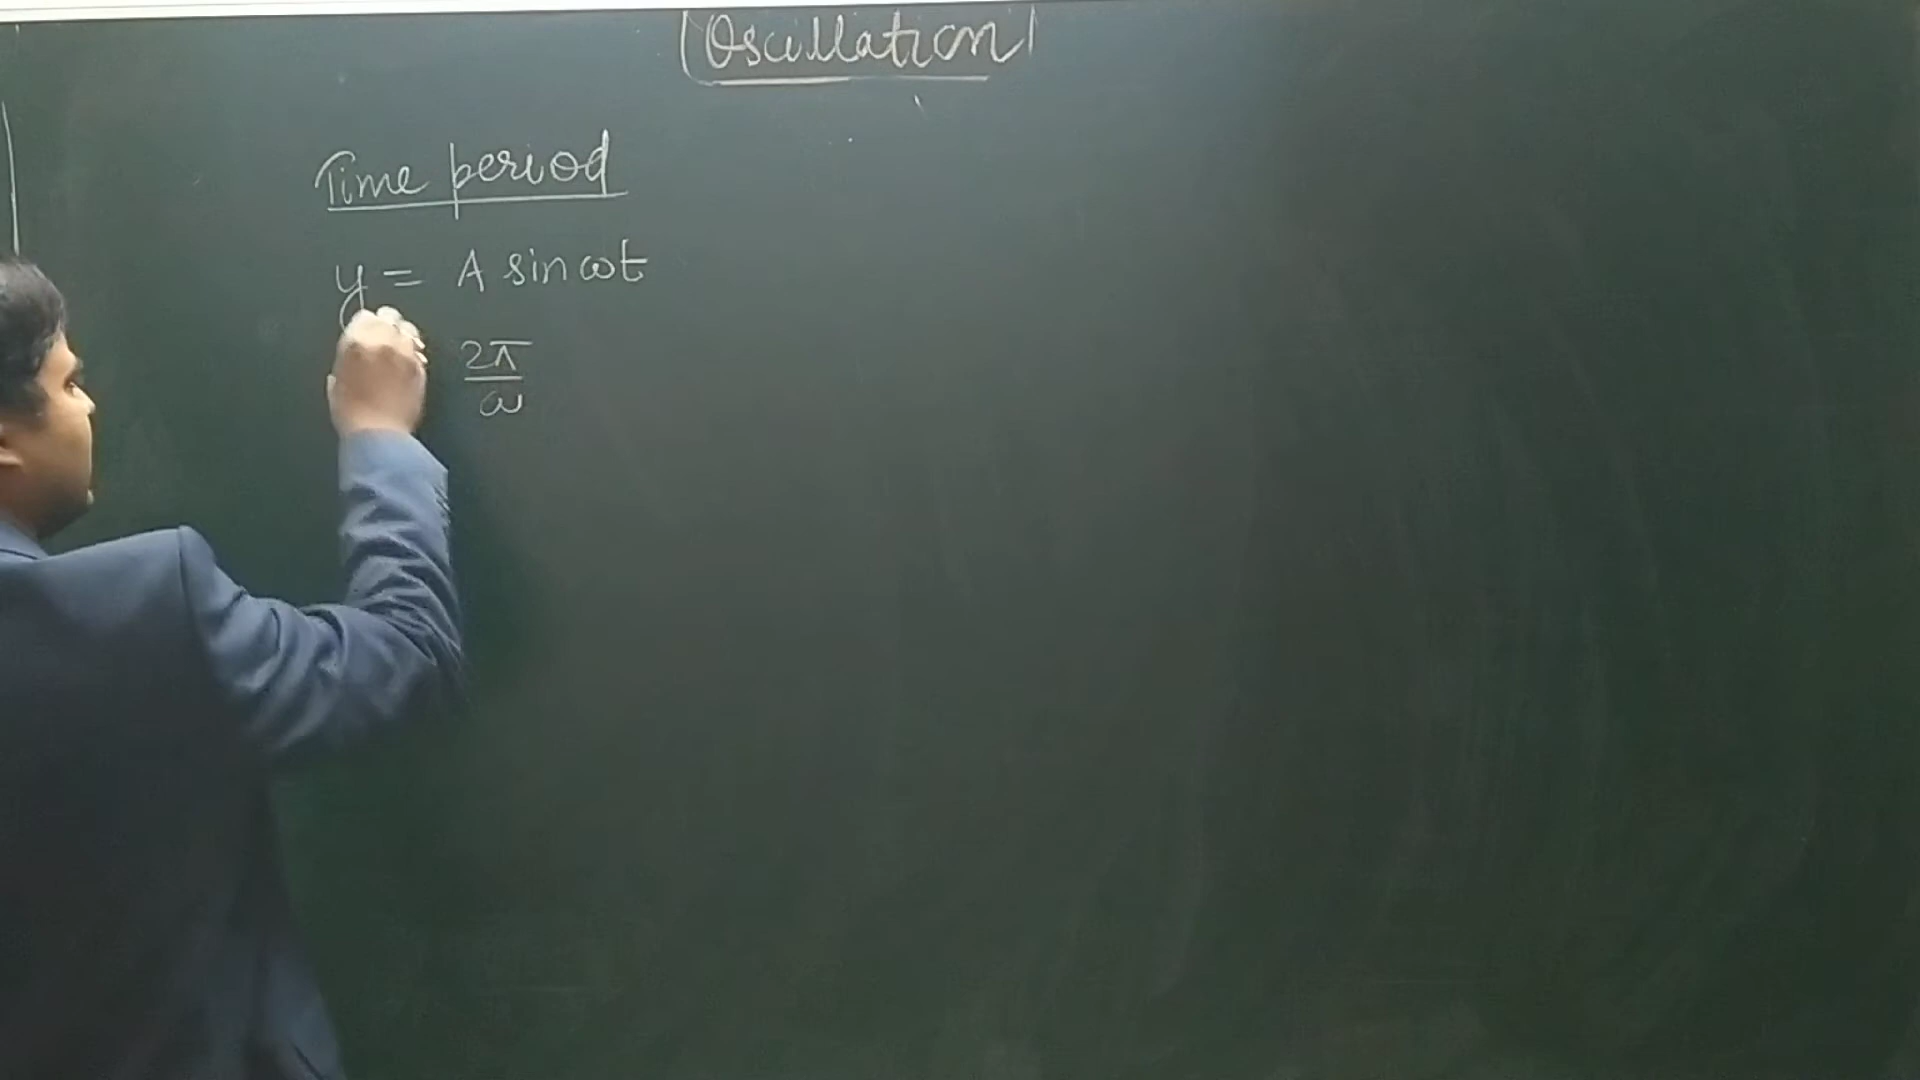 Oscillation
Time period
y = A sin ωt
2π/ω